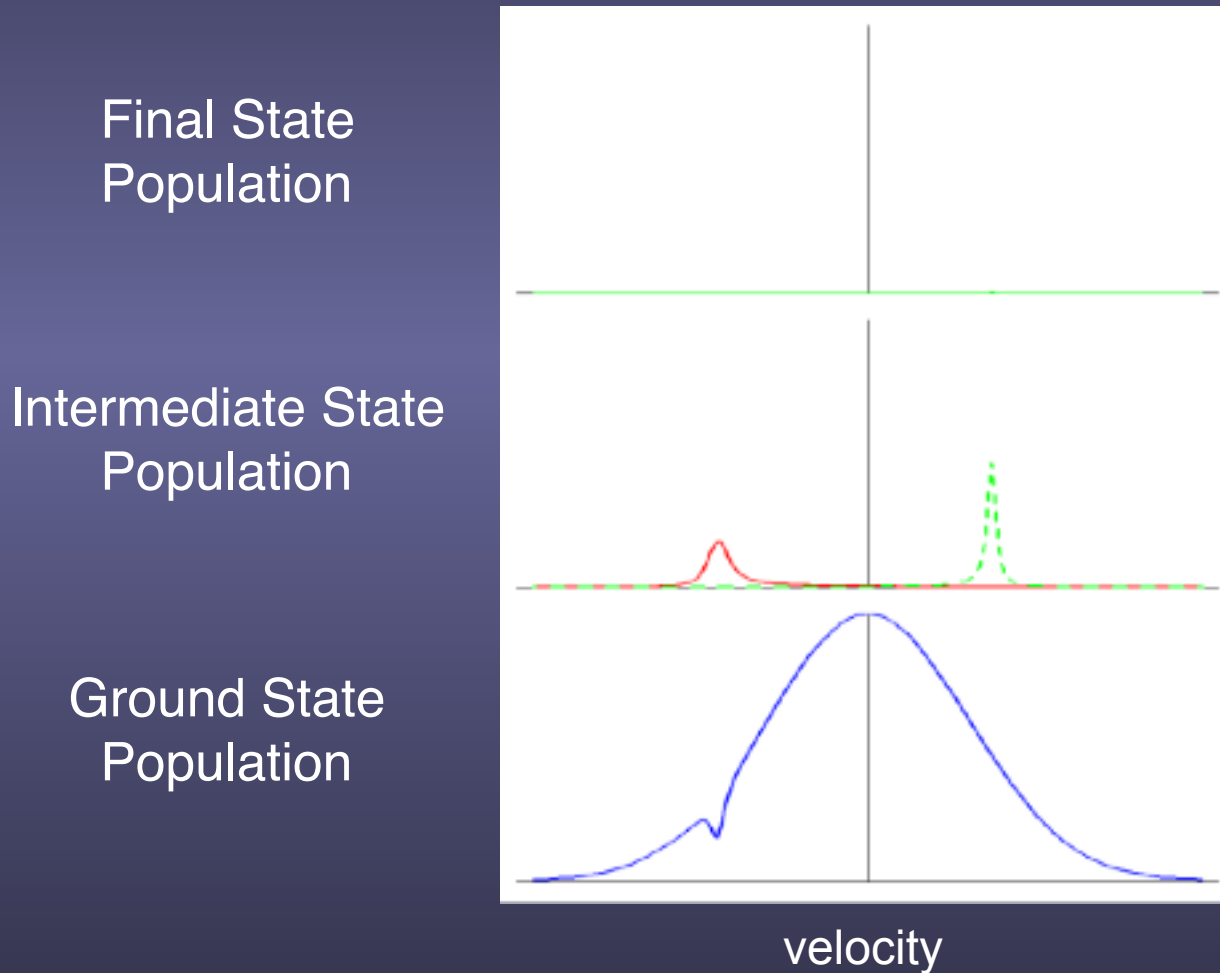 Final State
Population
Intermediate State
Population
Ground State
Population
velocity